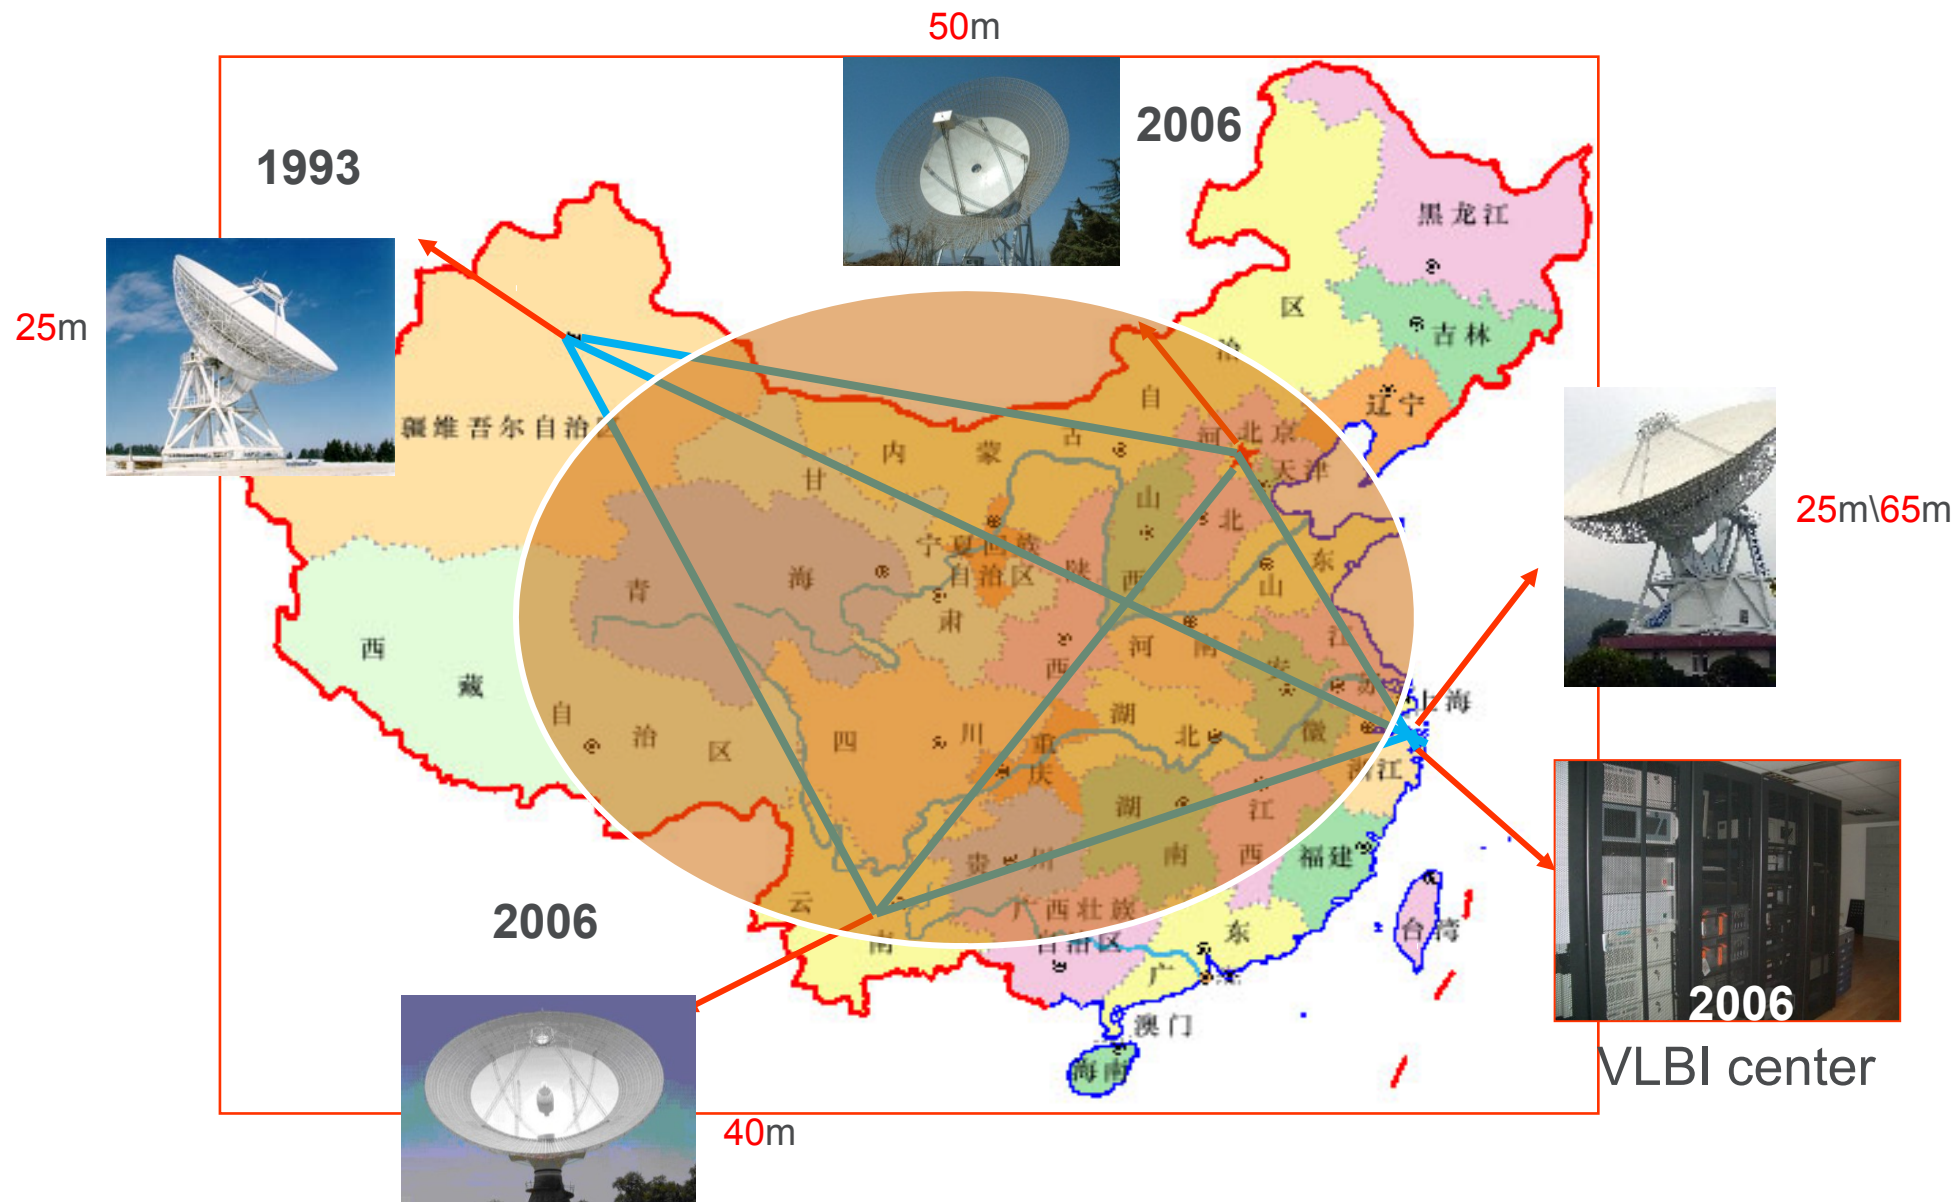 50m
1993
2006
25m
黑龙江
吉林
辽宁
区
治
自
古
蒙
内
疆维吾尔自治区
甘
河北京
天津
北
山
西
宁夏回族
自治区
陕
西
肃
青
海
山
东
河
南
江
苏
安
徽
上海
浙江
湖
北
四
川
重
庆
西
藏
自
治
区
湖
南
江
西
福建
贵
州
云
南
广西壮族
自治区
广
东
台湾
澳门
海南
25m\65m
2006
2006
VLBI center
40m